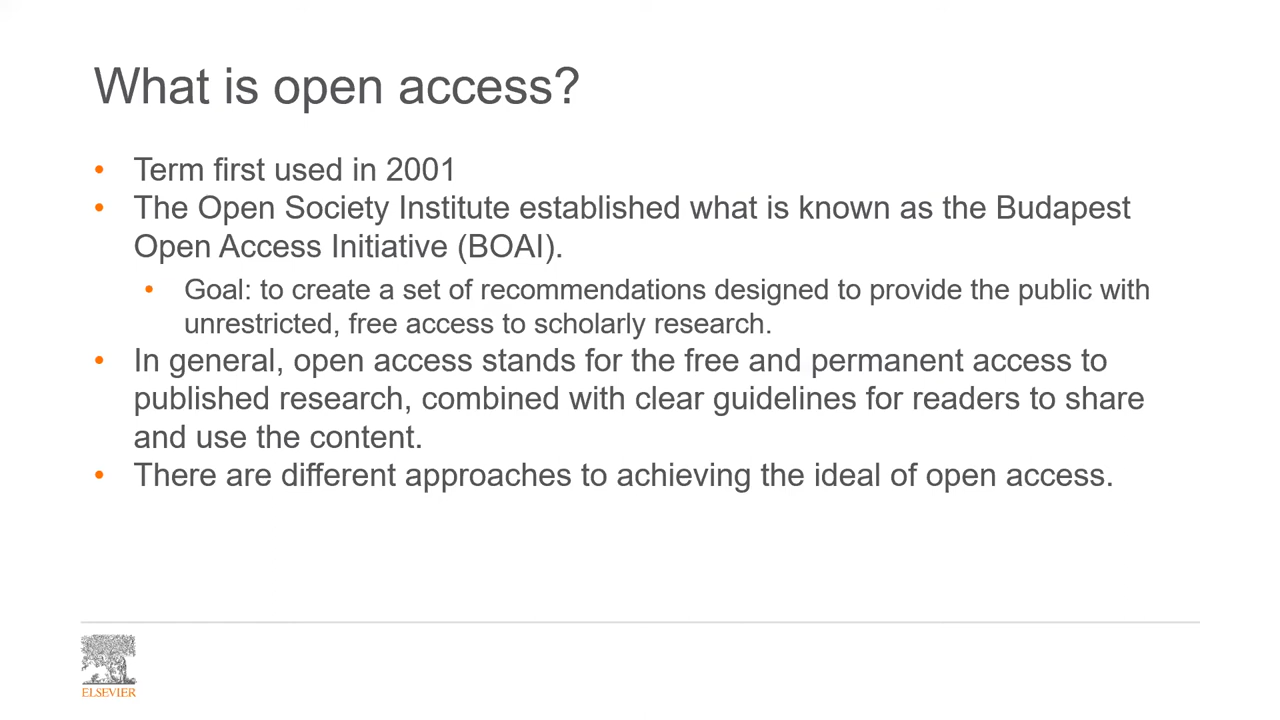 What is open access?
• Term first used in 2001
• The Open Society Institute established what is known as the Budapest
Open Access Initiative (BOAI).
• Goal: to create a set of recommendations designed to provide the public with
unrestricted, free access to scholarly research.
• In general, open access stands for the free and permanent access to
published research, combined with clear guidelines for readers to share
and use the content.
• There are different approaches to achieving the ideal of open access.
ELSEVIER